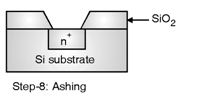 SiO₂
n⁺
Si substrate
Step-8: Ashing